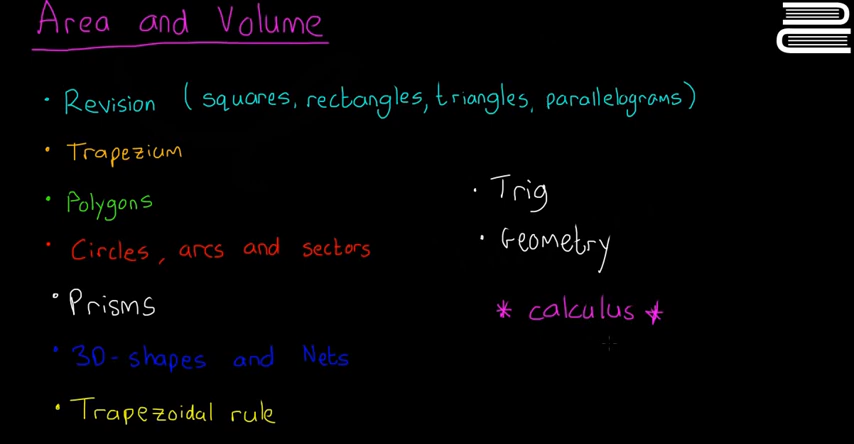 Area and Volume
· Revision (squares, rectangles, triangles, parallelograms)
· Trapezium
· Polygons
· Circles, arcs and sectors
· Prisms
· 3D-shapes and Nets
· Trapezoidal rule
· Trig
· Geometry
* calculus *